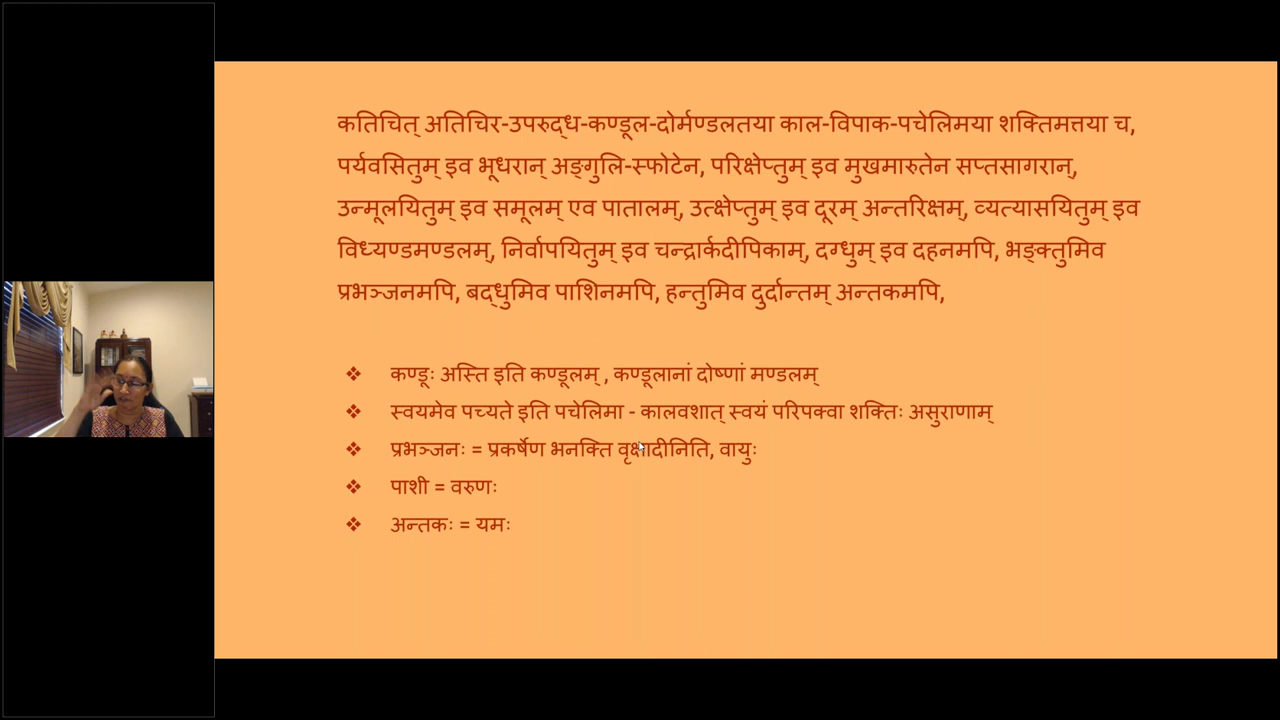 कतिचित् अतिचिर-उपरुद्ध-कण्डूल-दोर्मण्डलतया काल-विपाक-पचेलिमया शक्तिमत्तया च,
पर्यवसितुम् इव भूधरान् अङ्गुलि-स्फोटेन, परिक्षेप्तुम् इव मुखमारुतेन सप्तसागरान्,
उन्मूलयितुम् इव समूलम् एव पातालम्, उत्क्षेप्तुम् इव दूरम् अन्तरिक्षम्, व्यत्यासयितुम् इव
विध्यण्डमण्डलम्, निर्वापयितुम् इव चन्द्रार्कदीपिकाम्, दग्धुम् इव दहनमपि, भङ्क्तुमिव
प्रभञ्जनमपि, बद्धुमिव पाशिनमपि, हन्तुमिव दुर्दान्तम् अन्तकमपि,
❖ कण्डूः अस्ति इति कण्डूलम् , कण्डूलानां दोष्णां मण्डलम्
❖ स्वयमेव पच्यते इति पचेलिमा - कालवशात् स्वयं परिपक्वा शक्तिः असुराणाम्
❖ प्रभञ्जनः = प्रकर्षेण भनक्ति वृक्षादीनिति, वायुः
❖ पाशी = वरुणः
❖ अन्तकः = यमः